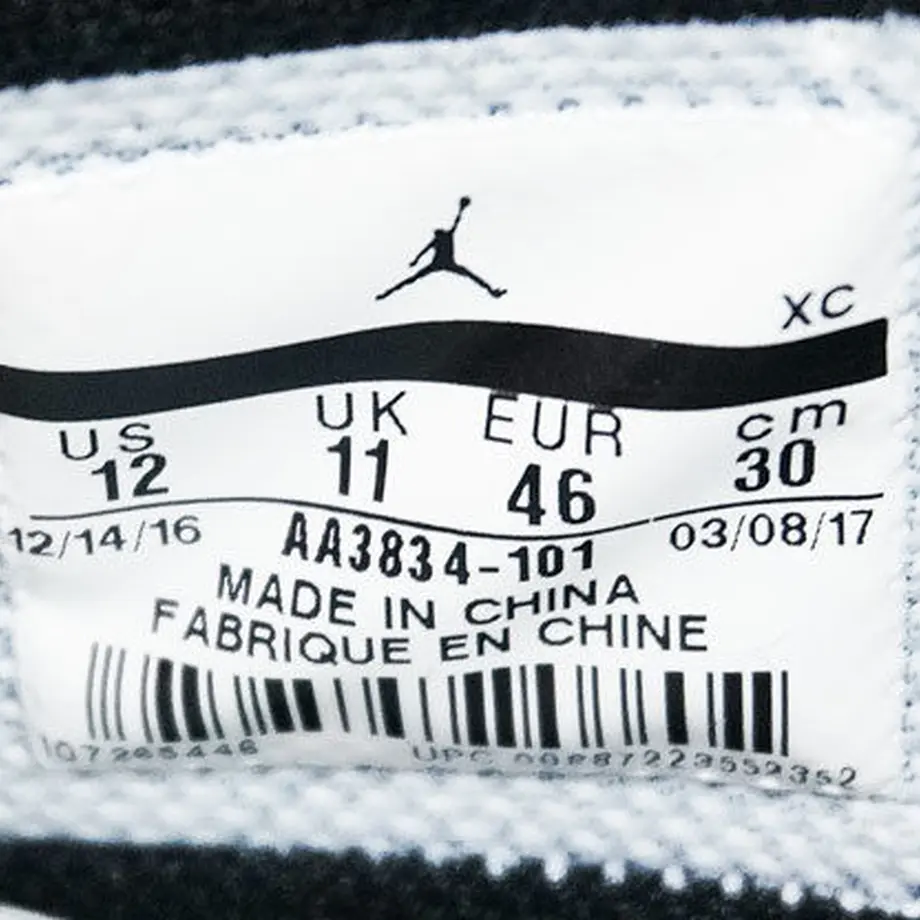 XC
US UK EUR cm
12 11 46 30
12/14/16 AA3834-101 03/08/17
MADE IN CHINA
FABRIQUE EN CHINE
UPC